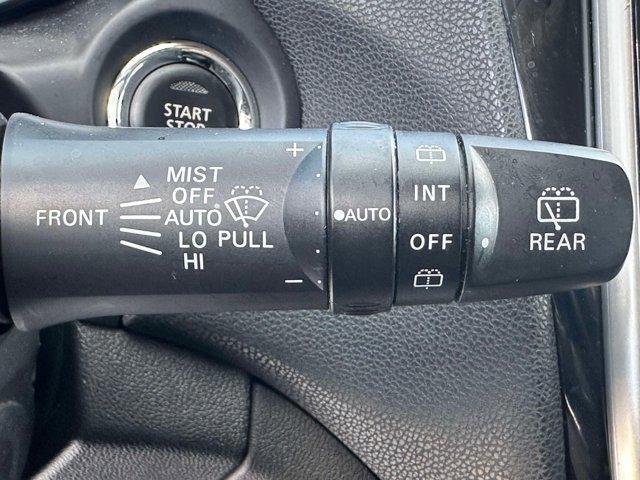 START
STOP
MIST
OFF
FRONT AUTO
LO PULL
HI
+
−
●AUTO
INT
OFF
REAR